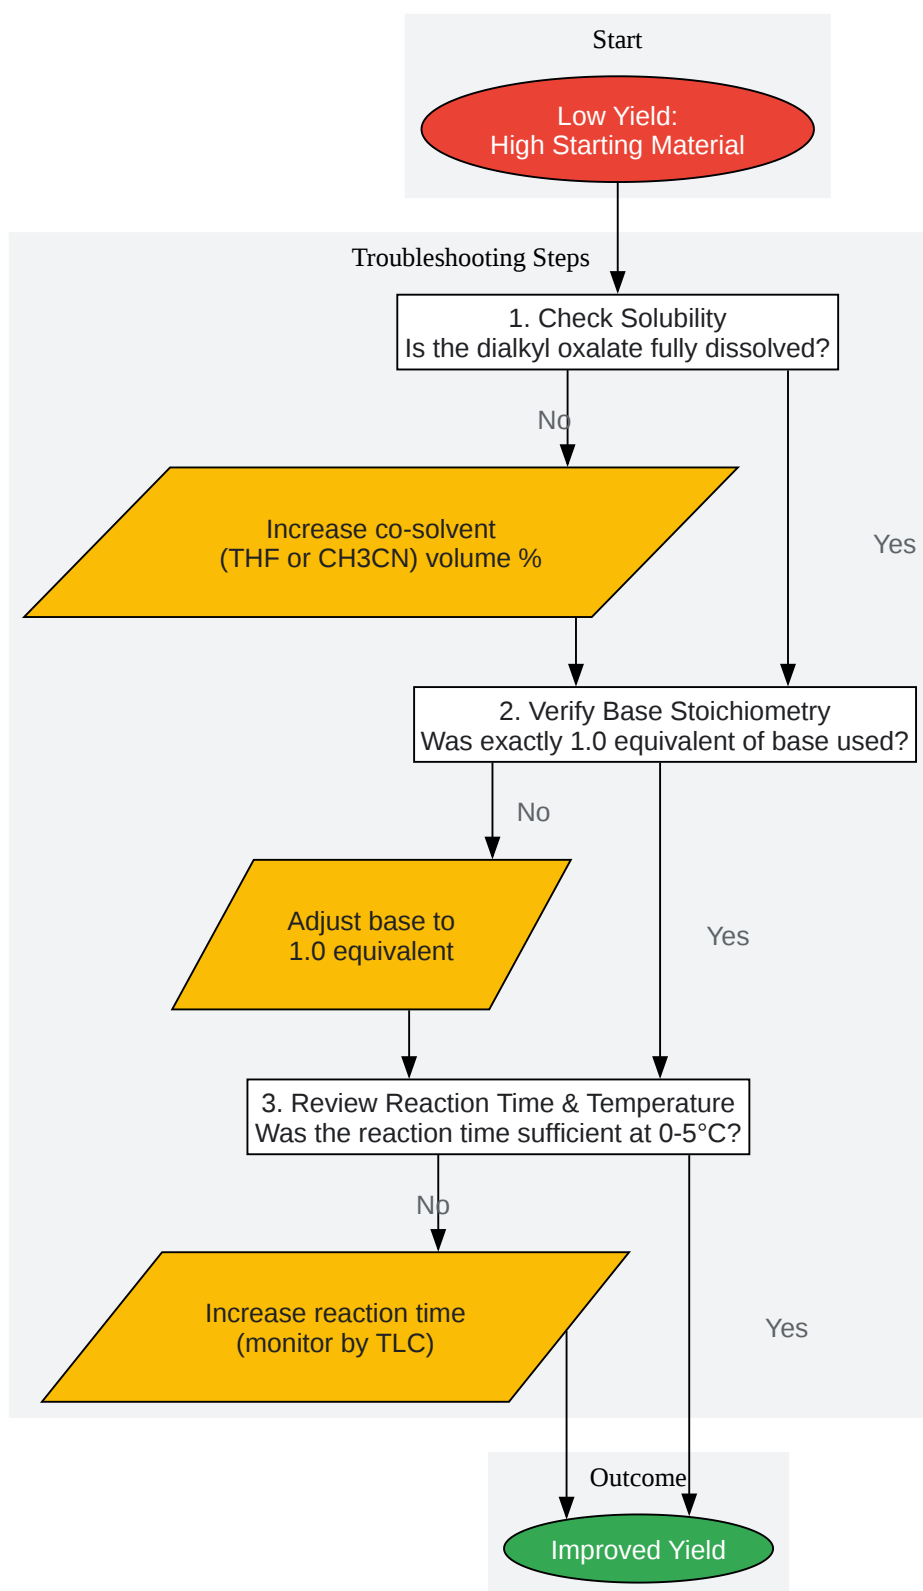 Start
Low Yield:
High Starting Material
Troubleshooting Steps
1. Check Solubility
Is the dialkyl oxalate fully dissolved?
No
Increase co-solvent
(THF or CH3CN) volume %
Yes
2. Verify Base Stoichiometry
Was exactly 1.0 equivalent of base used?
No
Adjust base to
1.0 equivalent
Yes
3. Review Reaction Time & Temperature
Was the reaction time sufficient at 0-5°C?
No
Increase reaction time
(monitor by TLC)
Yes
Outcome
Improved Yield